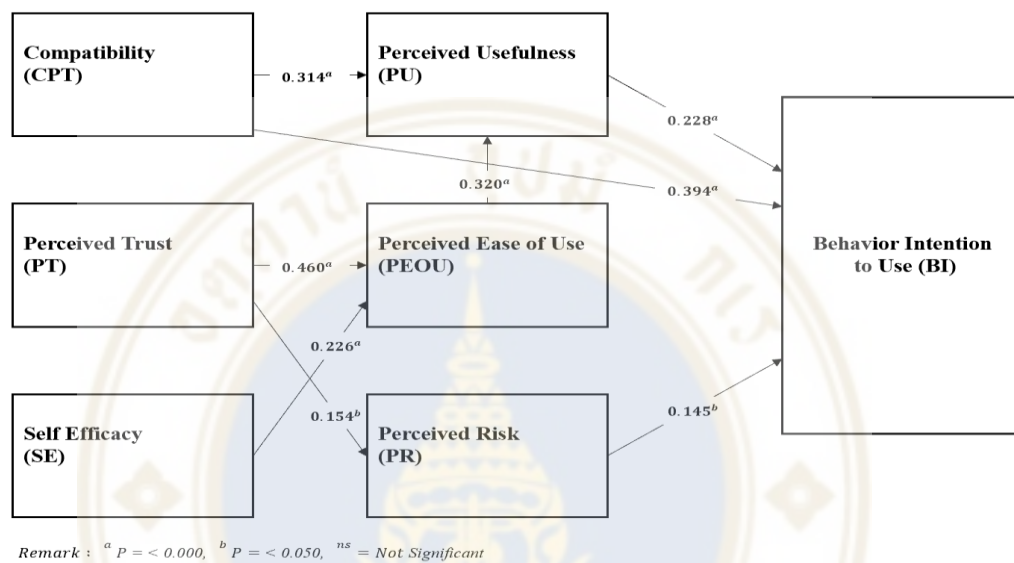 Compatibility
(CPT)
0.314ᵃ
Perceived Usefulness
(PU)
0.228ᵃ
0.394ᵃ
0.320ᵃ
Perceived Trust
(PT)
0.460ᵃ
Perceived Ease of Use
(PEOU)
Behavior Intention
to Use (BI)
0.226ᵃ
0.154ᵇ
Self Efficacy
(SE)
Perceived Risk
(PR)
0.145ᵇ
Remark : ᵃ P = < 0.000, ᵇ P = < 0.050, ⁿˢ = Not Significant